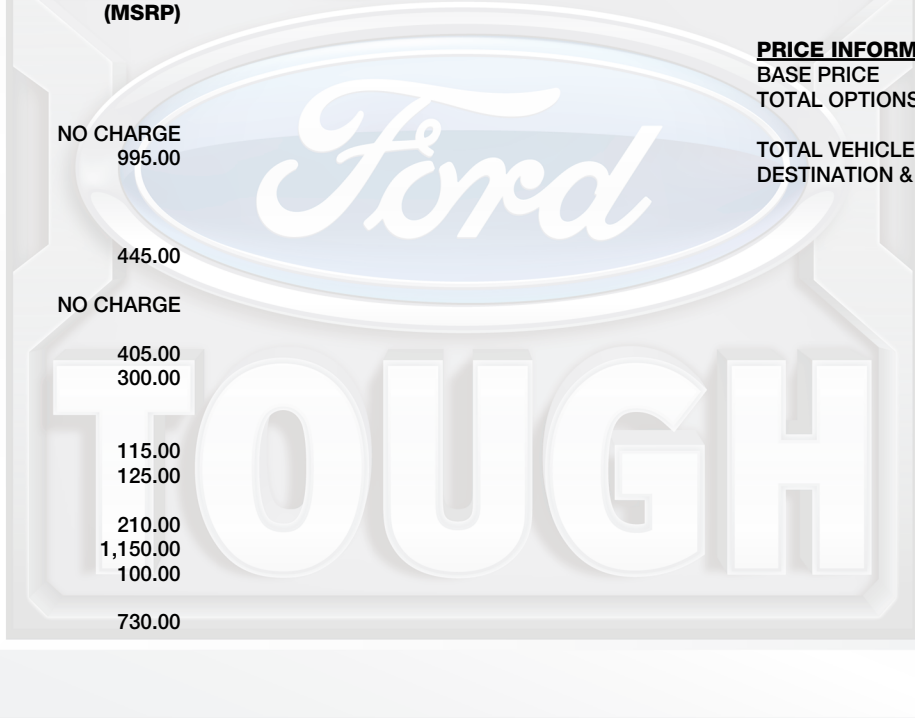 (MSRP)
NO CHARGE
995.00
445.00
NO CHARGE
405.00
300.00
115.00
125.00
210.00
1,150.00
100.00
730.00
PRICE INFORM
BASE PRICE
TOTAL OPTIONS
TOTAL VEHICLE
DESTINATION &
Ford
TOUGH